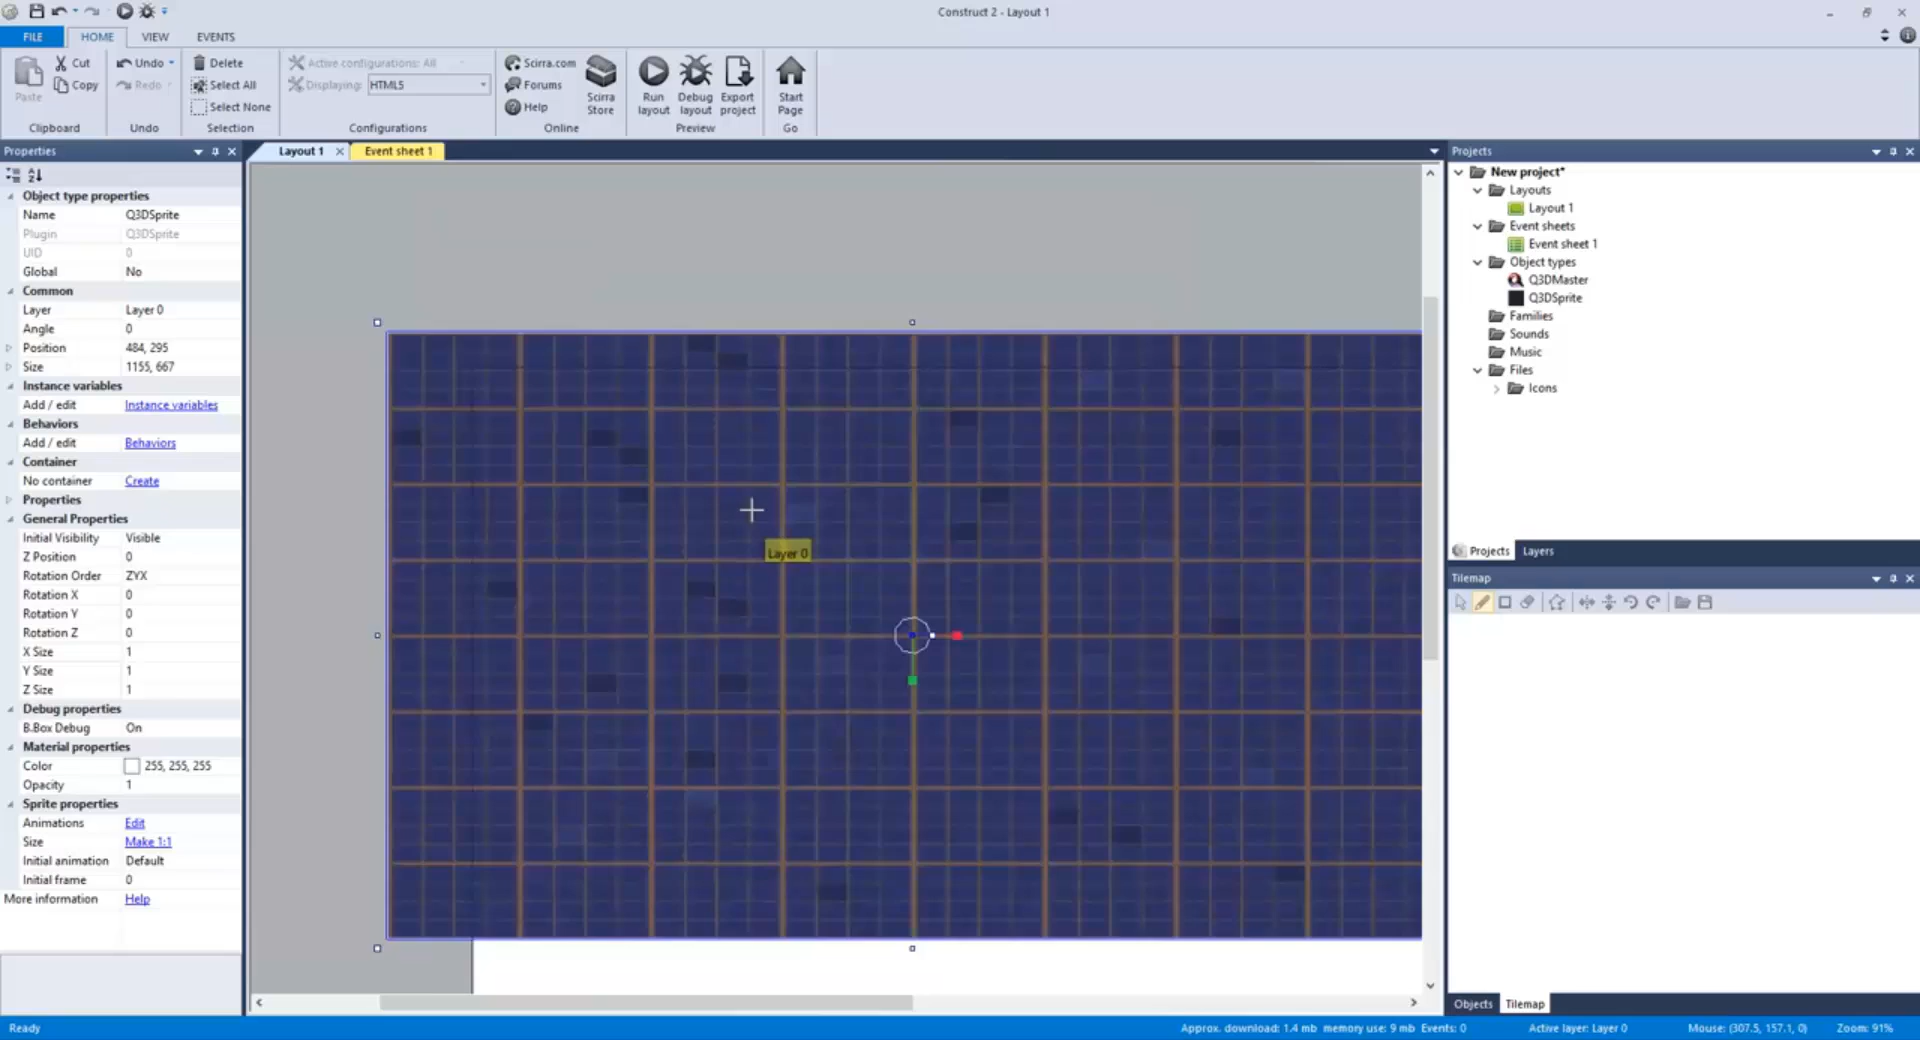 Construct 2 - Layout 1
FILE HOME VIEW EVENTS
Paste
Cut
Copy
Clipboard
Undo
Redo
Undo
Delete
Select All
Select None
Selection
Active configurations: All
Displaying: HTML5
Configurations
Scirra.com
Forums
Help
Scirra
Store
Online
Run
layout
Debug
layout
Export
project
Preview
Start
Page
Go
Properties
Object type properties
Name Q3DSprite
Plugin Q3DSprite
UID 0
Global No
Common
Layer Layer 0
Angle 0
Position 484, 295
Size 1155, 667
Instance variables
Add / edit Instance variables
Behaviors
Add / edit Behaviors
Container
No container Create
Properties
General Properties
Initial Visibility Visible
Z Position 0
Rotation Order ZYX
Rotation X 0
Rotation Y 0
Rotation Z 0
X Size 1
Y Size 1
Z Size 1
Debug properties
B.Box Debug On
Material properties
Color 255, 255, 255
Opacity 1
Sprite properties
Animations Edit
Size Make 1:1
Initial animation Default
Initial frame 0
More information Help
Layout 1 Event sheet 1
Layer 0
Projects
New project*
Layouts
Layout 1
Event sheets
Event sheet 1
Object types
Q3DMaster
Q3DSprite
Families
Sounds
Music
Files
Icons
Projects Layers
Tilemap
Objects Tilemap
Ready Approx. download: 1.4 mb memory use: 9 mb Events: 0 Active layer: Layer 0 Mouse: (307.5, 157.1, 0) Zoom: 91%